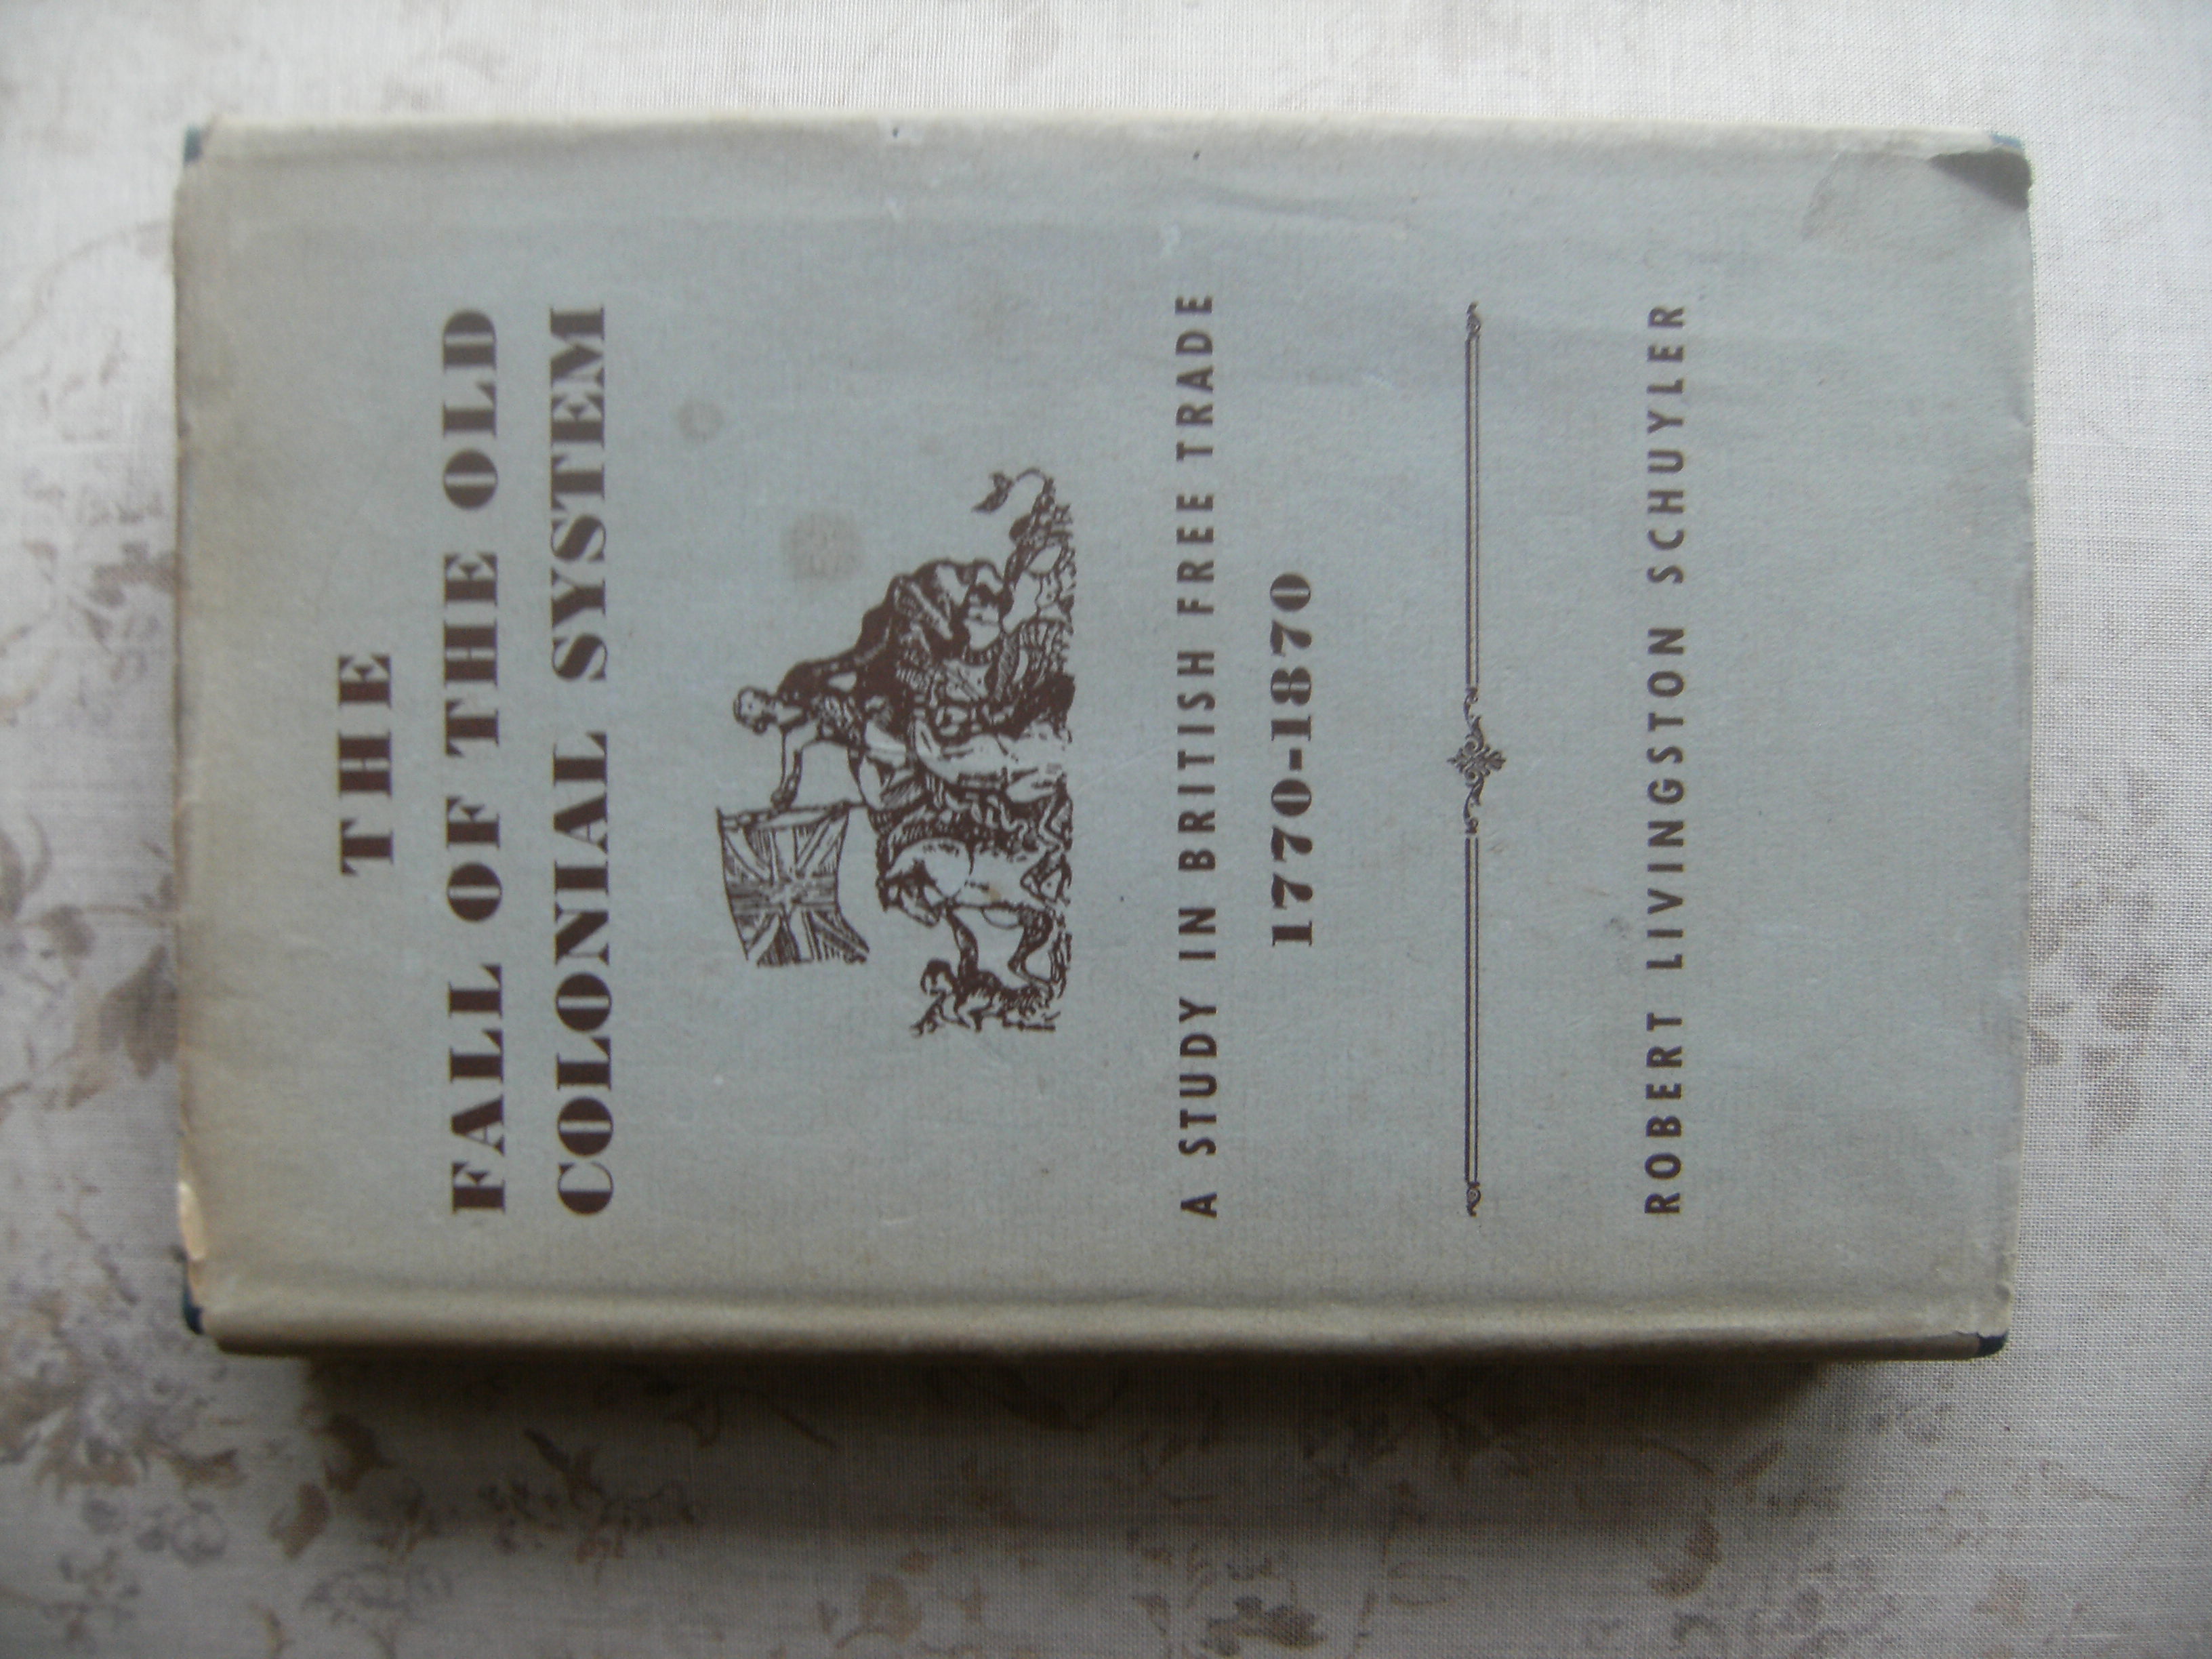 THE
FALL OF THE OLD
COLONIAL SYSTEM
A STUDY IN BRITISH FREE TRADE
1770-1870
ROBERT LIVINGSTON SCHUYLER